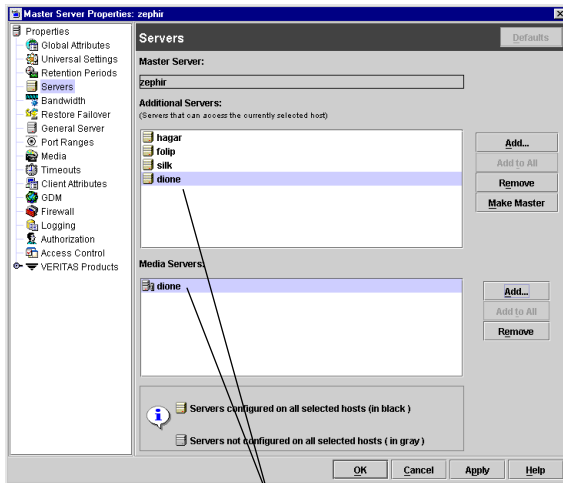 Master Server Properties: zephir
Properties
Global Attributes
Universal Settings
Retention Periods
Servers
Bandwidth
Restore Failover
General Server
Port Ranges
Media
Timeouts
Client Attributes
GDM
Firewall
Logging
Authorization
Access Control
VERITAS Products
Servers
Defaults
Master Server:
zephir
Additional Servers:
(Servers that can access the currently selected host)
hagar
folip
silk
dione
Add...
Add to All
Remove
Make Master
Media Servers:
dione
Add...
Add to All
Remove
Servers configured on all selected hosts (in black )
Servers not configured on all selected hosts ( in gray )
OK
Cancel
Apply
Help